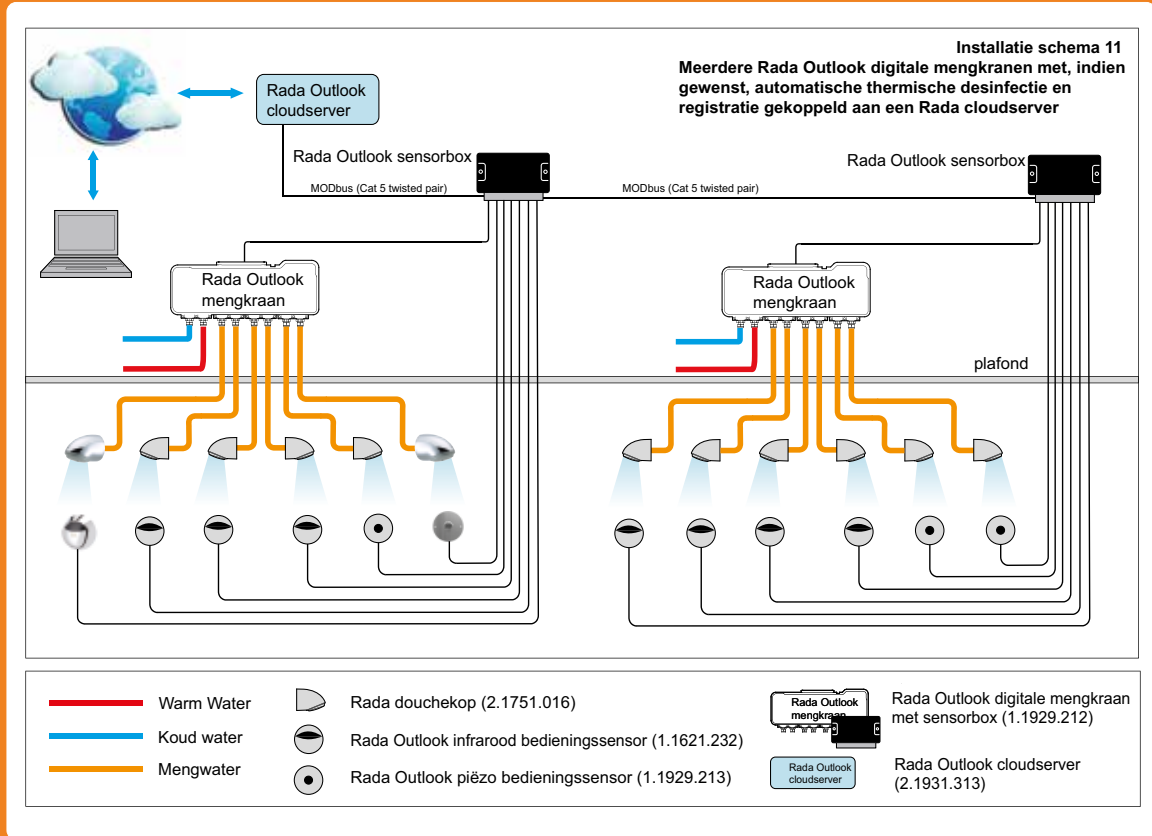 Installatie schema 11
Meerdere Rada Outlook digitale mengkranen met, indien
gewenst, automatische thermische desinfectie en
registratie gekoppeld aan een Rada cloudserver
Rada Outlook
cloudserver
Rada Outlook sensorbox
Rada Outlook sensorbox
MODbus (Cat 5 twisted pair)
MODbus (Cat 5 twisted pair)
Rada Outlook
mengkraan
Rada Outlook
mengkraan
plafond
Warm Water
Koud water
Mengwater
Rada douchekop (2.1751.016)
Rada Outlook infrarood bedieningssensor (1.1621.232)
Rada Outlook piëzo bedieningssensor (1.1929.213)
Rada Outlook
mengkraan
Rada Outlook digitale mengkraan
met sensorbox (1.1929.212)
Rada Outlook
cloudserver
Rada Outlook cloudserver
(2.1931.313)